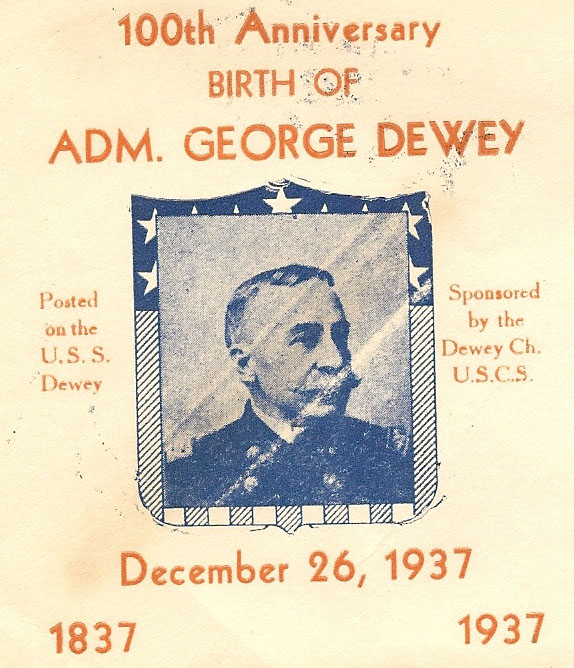 100th Anniversary
BIRTH OF
ADM. GEORGE DEWEY
Posted
on the
U. S. S.
Dewey
Sponsored
by the
Dewey Ch.
U.S.C.S.
December 26, 1937
1837
1937